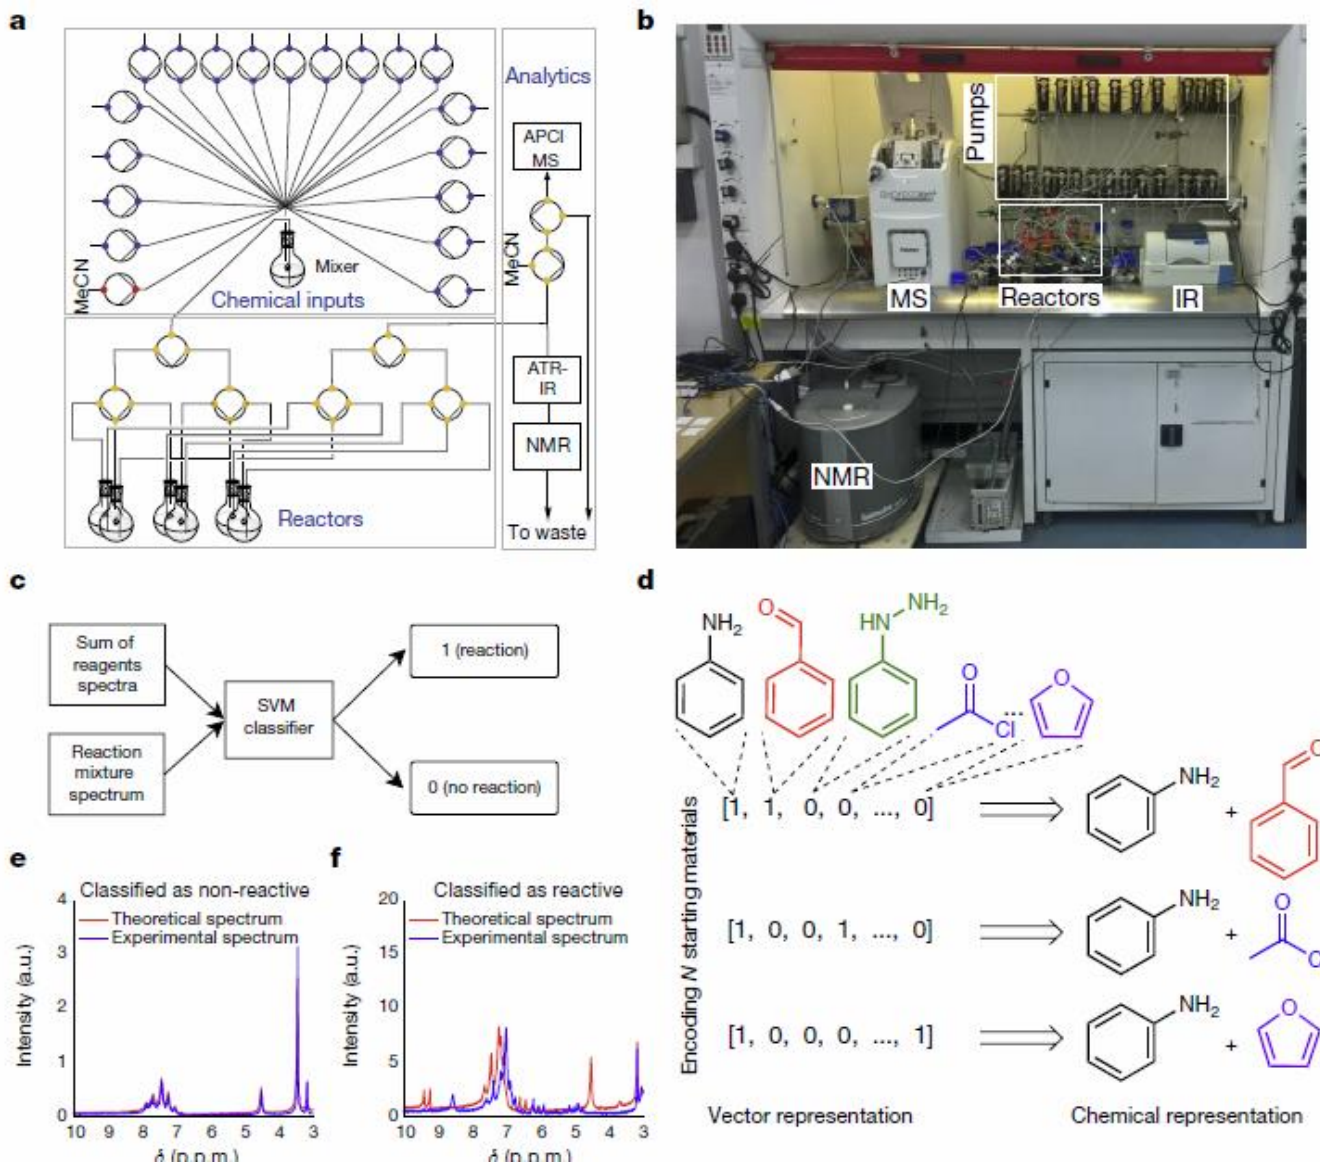 a
Analytics
APCI
MS
MeCN
Mixer
MeCN
Chemical inputs
ATR-
IR
NMR
Reactors
To waste
b
Pumps
MS
Reactors
IR
NMR
c
Sum of
reagents
spectra
Reaction
mixture
spectrum
SVM
classifier
1 (reaction)
0 (no reaction)
d
NH2
O
HN
NH2
O
Cl
...
O
Encoding N starting materials
[1, 1, 0, 0, ..., 0]
NH2
+
O
[1, 0, 0, 1, ..., 0]
NH2
+
O
[1, 0, 0, 0, ..., 1]
NH2
+
O
Vector representation
Chemical representation
e
Classified as non-reactive
Theoretical spectrum
Experimental spectrum
Intensity (a.u.)
4
3
2
1
0
10 9 8 7 6 5 4 3
δ (p.p.m.)
f
Classified as reactive
Theoretical spectrum
Experimental spectrum
Intensity (a.u.)
20
15
10
5
0
10 9 8 7 6 5 4 3
δ (p.p.m.)